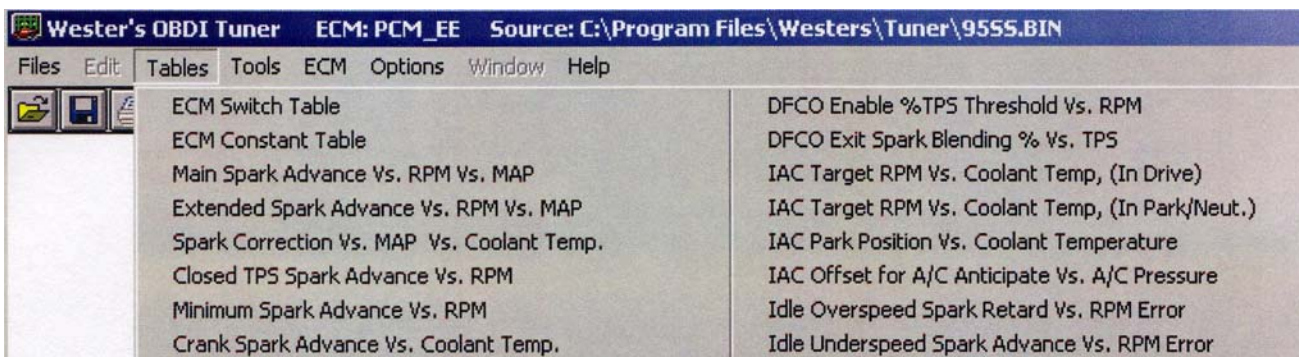 Wester's OBDI Tuner ECM: PCM_EE Source: C:\Program Files\Westers\Tuner\95SS.BIN
Files Edit Tables Tools ECM Options Window Help
ECM Switch Table
ECM Constant Table
Main Spark Advance Vs. RPM Vs. MAP
Extended Spark Advance Vs. RPM Vs. MAP
Spark Correction Vs. MAP Vs. Coolant Temp.
Closed TPS Spark Advance Vs. RPM
Minimum Spark Advance Vs. RPM
Crank Spark Advance Vs. Coolant Temp.
DFCO Enable %TPS Threshold Vs. RPM
DFCO Exit Spark Blending % Vs. TPS
IAC Target RPM Vs. Coolant Temp, (In Drive)
IAC Target RPM Vs. Coolant Temp, (In Park/Neut.)
IAC Park Position Vs. Coolant Temperature
IAC Offset for A/C Anticipate Vs. A/C Pressure
Idle Overspeed Spark Retard Vs. RPM Error
Idle Underspeed Spark Advance Vs. RPM Error